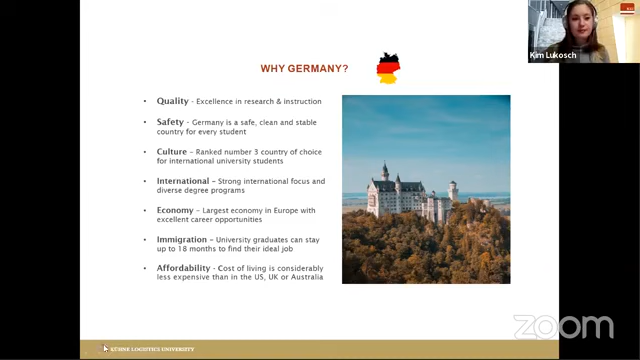 Kim Lukosch
WHY GERMANY?
• Quality - Excellence in research & instruction
• Safety – Germany is a safe, clean and stable
country for every student
• Culture – Ranked number 3 country of choice
for international university students
• International – Strong international focus and
diverse degree programs
• Economy – Largest economy in Europe with
excellent career opportunities
• Immigration – University graduates can stay
up to 18 months to find their ideal job
• Affordability - Cost of living is considerably
less expensive than in the US, UK or Australia
zoom
KÜHNE LOGISTICS UNIVERSITY